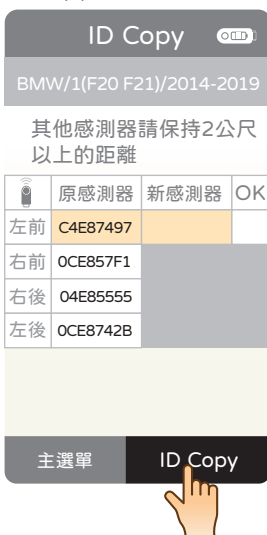 ID Copy
BMW/1(F20 F21)/2014-2019
其他感測器請保持2公尺
以上的距離
原感測器 新感測器 OK
左前 C4E87497
右前 0CE857F1
右後 04E85555
左後 0CE8742B
主選單 ID Copy